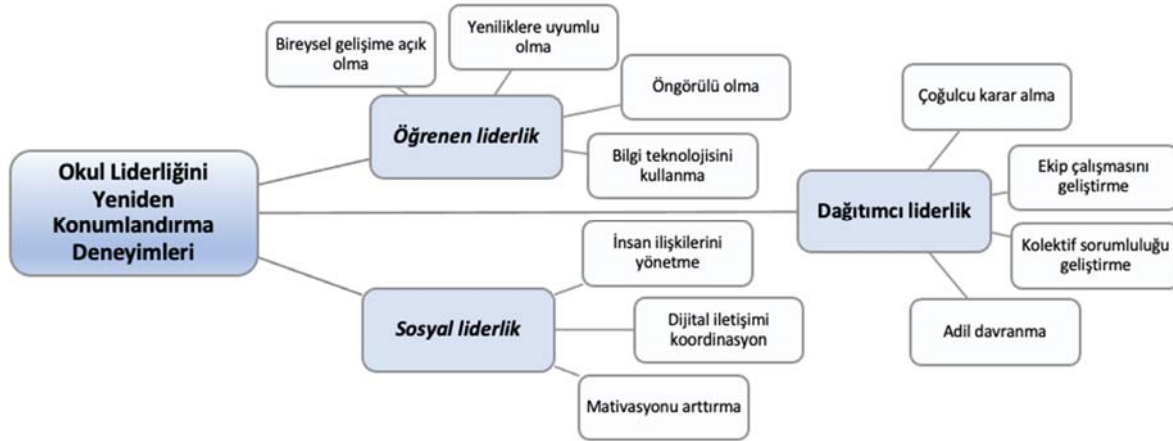 Okul Liderliğini
Yeniden
Konumlandırma
Deneyimleri
Öğrenen liderlik
Bireysel gelişime açık
olma
Yeniliklere uyumlu
olma
Öngörülü olma
Bilgi teknolojisini
kullanma
Dağıtımcı liderlik
Çoğulcu karar alma
Ekip çalışmasını
geliştirme
Kolektif sorumluluğu
geliştirme
Adil davranma
Sosyal liderlik
İnsan ilişkilerini
yönetme
Dijital iletişimi
koordinasyon
Mativasyonu arttırma